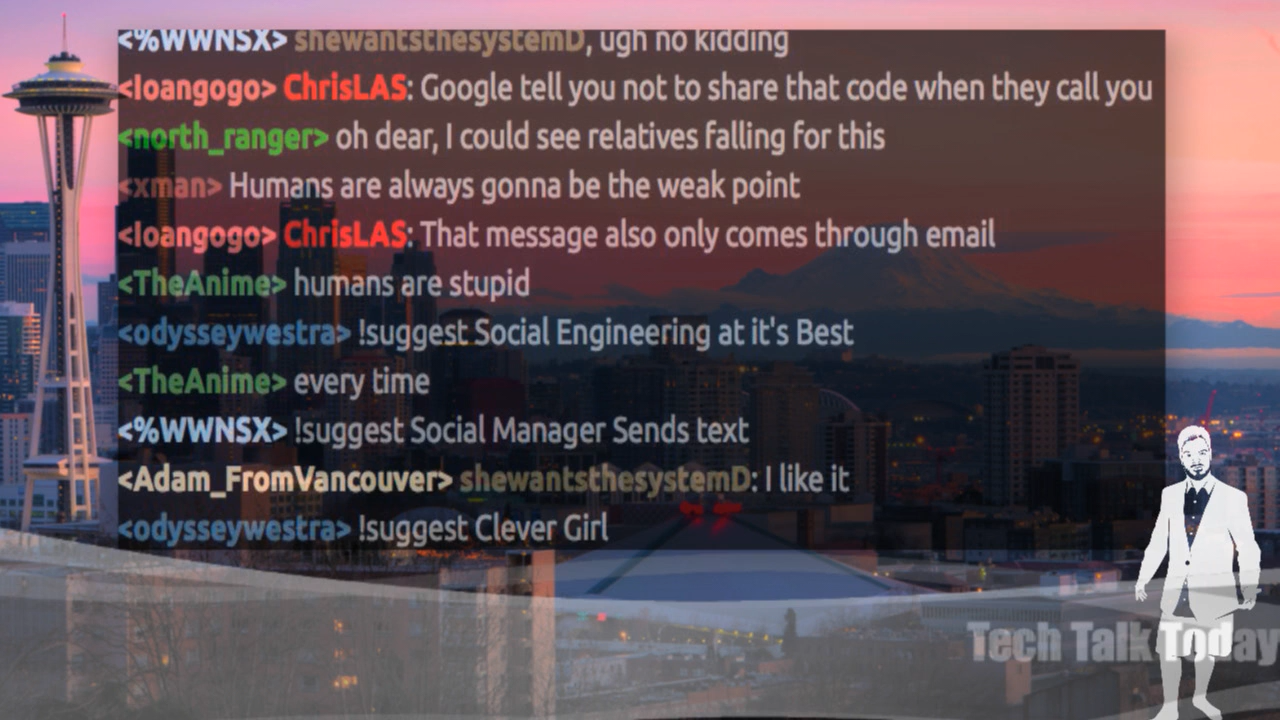 <%WWNSX> shewantsthesystemD, ugh no kidding
<Ioangogo> ChrisLAS: Google tell you not to share that code when they call you
<north_ranger> oh dear, I could see relatives falling for this
<xman> Humans are always gonna be the weak point
<Ioangogo> ChrisLAS: That message also only comes through email
<TheAnime> humans are stupid
<odysseywestra> !suggest Social Engineering at it's Best
<TheAnime> every time
<%WWNSX> !suggest Social Manager Sends text
<Adam_FromVancouver> shewantsthesystemD: I like it
<odysseywestra> !suggest Clever Girl
Tech Talk Today